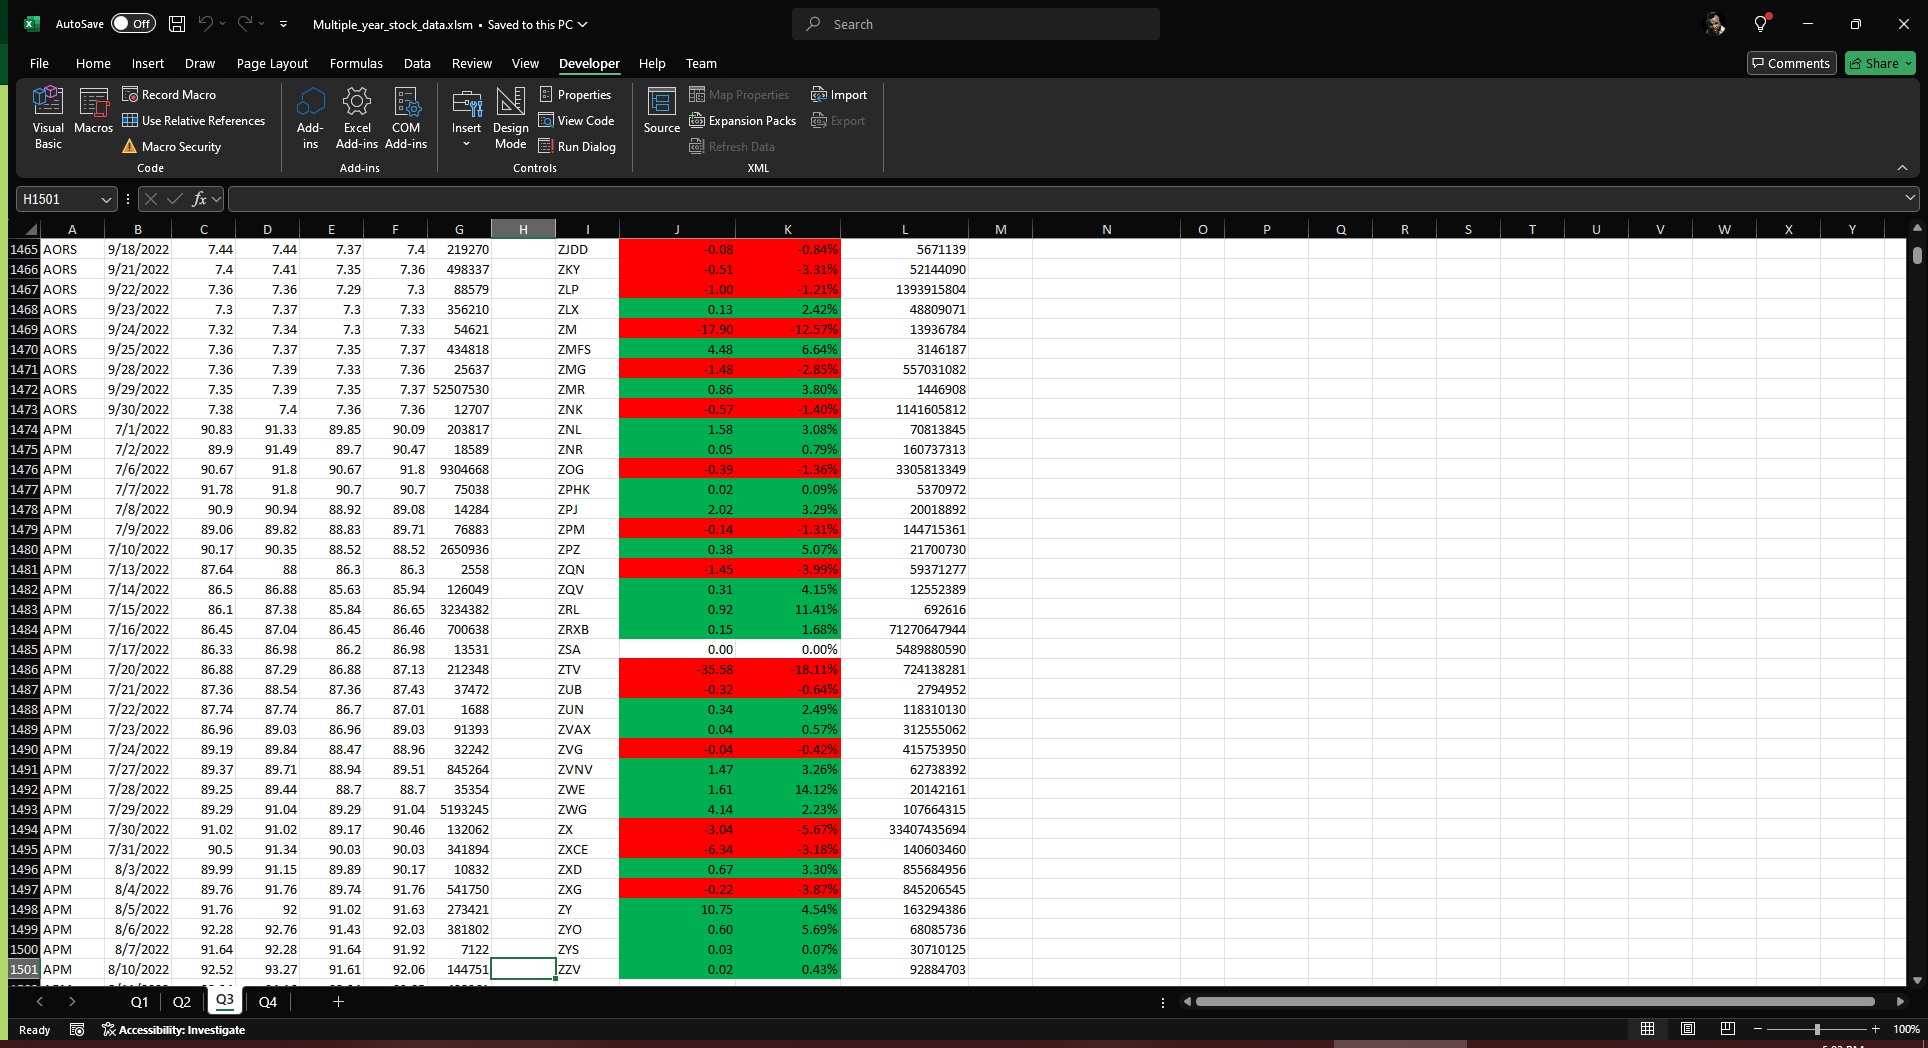 AutoSave Off Multiple_year_stock_data.xlsm • Saved to this PC Search
File Home Insert Draw Page Layout Formulas Data Review View Developer Help Team Comments Share
Visual Basic
Macros
Record Macro
Use Relative References
Macro Security
Code
Add-ins
Excel Add-ins
COM Add-ins
Add-ins
Insert
Design Mode
Properties
View Code
Run Dialog
Controls
Source
Map Properties
Expansion Packs
Refresh Data
Import
Export
XML
H1501 fx
A B C D E F G H I J K L M N O P Q R S T U V W X Y
1465 AORS 9/18/2022 7.44 7.44 7.37 7.4 219270 ZJDD -0.08 -0.84% 5671139
1466 AORS 9/21/2022 7.4 7.41 7.35 7.36 498337 ZKY -0.51 -3.31% 52144090
1467 AORS 9/22/2022 7.36 7.36 7.29 7.3 88579 ZLP -1.00 -1.21% 1393915804
1468 AORS 9/23/2022 7.3 7.37 7.3 7.33 356210 ZLX 0.13 2.42% 48809071
1469 AORS 9/24/2022 7.32 7.34 7.3 7.33 54621 ZM -17.90 -12.57% 13936784
1470 AORS 9/25/2022 7.36 7.37 7.35 7.37 434818 ZMFS 4.48 6.64% 3146187
1471 AORS 9/28/2022 7.36 7.39 7.33 7.36 25637 ZMG -1.48 -2.85% 557031082
1472 AORS 9/29/2022 7.35 7.39 7.35 7.37 52507530 ZMR 0.86 3.80% 1446908
1473 AORS 9/30/2022 7.38 7.4 7.36 7.36 12707 ZNK -0.57 -1.40% 1141605812
1474 APM 7/1/2022 90.83 91.33 89.85 90.09 203817 ZNL 1.58 3.08% 70813845
1475 APM 7/2/2022 89.9 91.49 89.7 90.47 18589 ZNR 0.05 0.79% 160737313
1476 APM 7/6/2022 90.67 91.8 90.67 91.8 9304668 ZOG -0.39 -1.36% 3305813349
1477 APM 7/7/2022 91.78 91.8 90.7 90.7 75038 ZPHK 0.02 0.09% 5370972
1478 APM 7/8/2022 90.9 90.94 88.92 89.08 14284 ZPJ 2.02 3.29% 20018892
1479 APM 7/9/2022 89.06 89.82 88.83 89.71 76883 ZPM -0.14 -1.31% 144715361
1480 APM 7/10/2022 90.17 90.35 88.52 88.52 2650936 ZPZ 0.38 5.07% 21700730
1481 APM 7/13/2022 87.64 88 86.3 86.3 2558 ZQN -1.45 -3.99% 59371277
1482 APM 7/14/2022 86.5 86.88 85.63 85.94 126049 ZQV 0.31 4.15% 12552389
1483 APM 7/15/2022 86.1 87.38 85.84 86.65 3234382 ZRL 0.92 11.41% 692616
1484 APM 7/16/2022 86.45 87.04 86.45 86.46 700638 ZRXB 0.15 1.68% 71270647944
1485 APM 7/17/2022 86.33 86.98 86.2 86.98 13531 ZSA 0.00 0.00% 5489880590
1486 APM 7/20/2022 86.88 87.29 86.88 87.13 212348 ZTV -35.58 -18.11% 724138281
1487 APM 7/21/2022 87.36 88.54 87.36 87.43 37472 ZUB -0.32 -0.64% 2794952
1488 APM 7/22/2022 87.74 87.74 86.7 87.01 1688 ZUN 0.34 2.49% 118310130
1489 APM 7/23/2022 86.96 89.03 86.96 89.03 91393 ZVAX 0.04 0.57% 312555062
1490 APM 7/24/2022 89.19 89.84 88.47 88.96 32242 ZVG -0.04 -0.42% 415753950
1491 APM 7/27/2022 89.37 89.71 88.94 89.51 845264 ZVNV 1.47 3.26% 62738392
1492 APM 7/28/2022 89.25 89.44 88.7 88.7 35354 ZWE 1.61 14.12% 20142161
1493 APM 7/29/2022 89.29 91.04 89.29 91.04 5193245 ZWG 4.14 2.23% 107664315
1494 APM 7/30/2022 91.02 91.02 89.17 90.46 132062 ZX -3.04 -5.67% 33407435694
1495 APM 7/31/2022 90.5 91.34 90.03 90.03 341894 ZXCE -6.34 -3.18% 140603460
1496 APM 8/3/2022 89.99 91.15 89.89 90.17 10832 ZXD 0.67 3.30% 855684956
1497 APM 8/4/2022 89.76 91.76 89.74 91.76 541750 ZXG -0.22 -3.87% 845206545
1498 APM 8/5/2022 91.76 92 91.02 91.63 273421 ZY 10.75 4.54% 163294386
1499 APM 8/6/2022 92.28 92.76 91.43 92.03 381802 ZYO 0.60 5.69% 68085736
1500 APM 8/7/2022 91.64 92.28 91.64 91.92 7122 ZYS 0.03 0.07% 30710125
1501 APM 8/10/2022 92.52 93.27 91.61 92.06 144751 ZZV 0.02 0.43% 92884703
Q1 Q2 Q3 Q4
Ready Accessibility: Investigate 100%